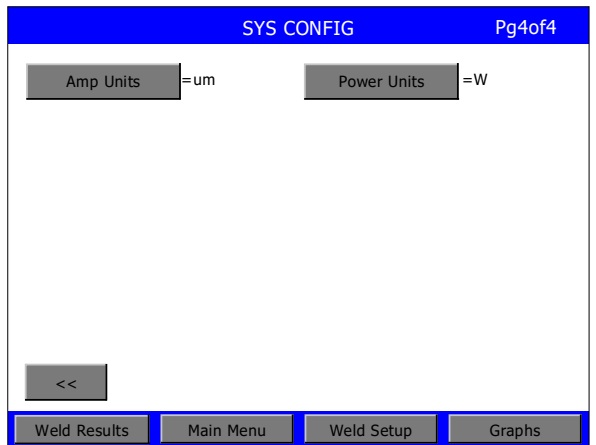 SYS CONFIG Pg4of4
Amp Units =um Power Units =W
<<
Weld Results Main Menu Weld Setup Graphs